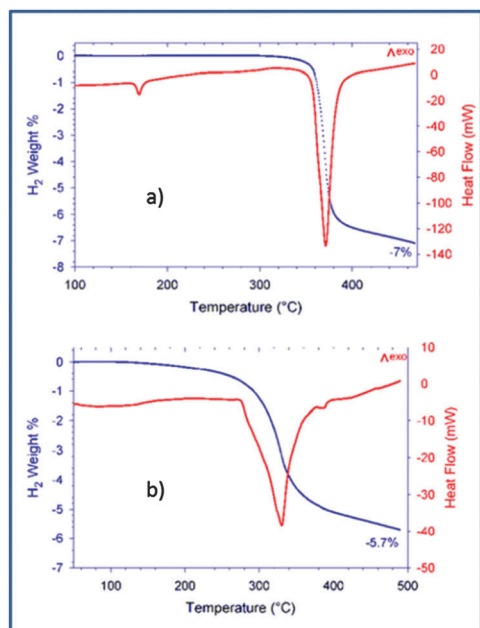 0
-1
-2
-3
-4
-5
-6
-7
-8
H2 Weight %
a)
Λexo
-7%
20
0
-20
-40
-60
-80
-100
-120
-140
Heat Flow (mW)
100 200 300 400
Temperature (°C)
0
-1
-2
-3
-4
-5
-6
-7
H2 Weight %
b)
Λexo
-5.7%
10
0
-10
-20
-30
-40
-50
Heat Flow (mW)
100 200 300 400 500
Temperature (°C)